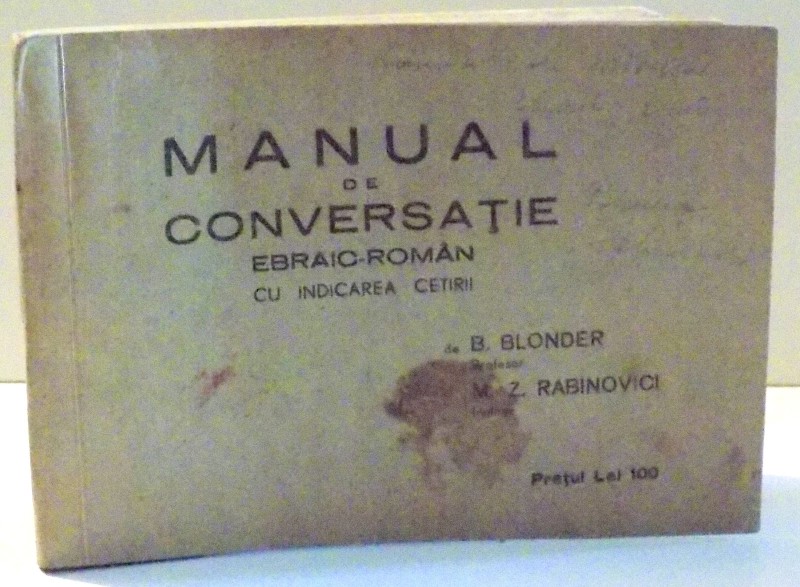 MANUAL
DE
CONVERSAȚIE
EBRAIC-ROMÂN
CU INDICAREA CETIRII
de B. BLONDER
Profesor
M. Z. RABINOVICI
Prețul Lei 100